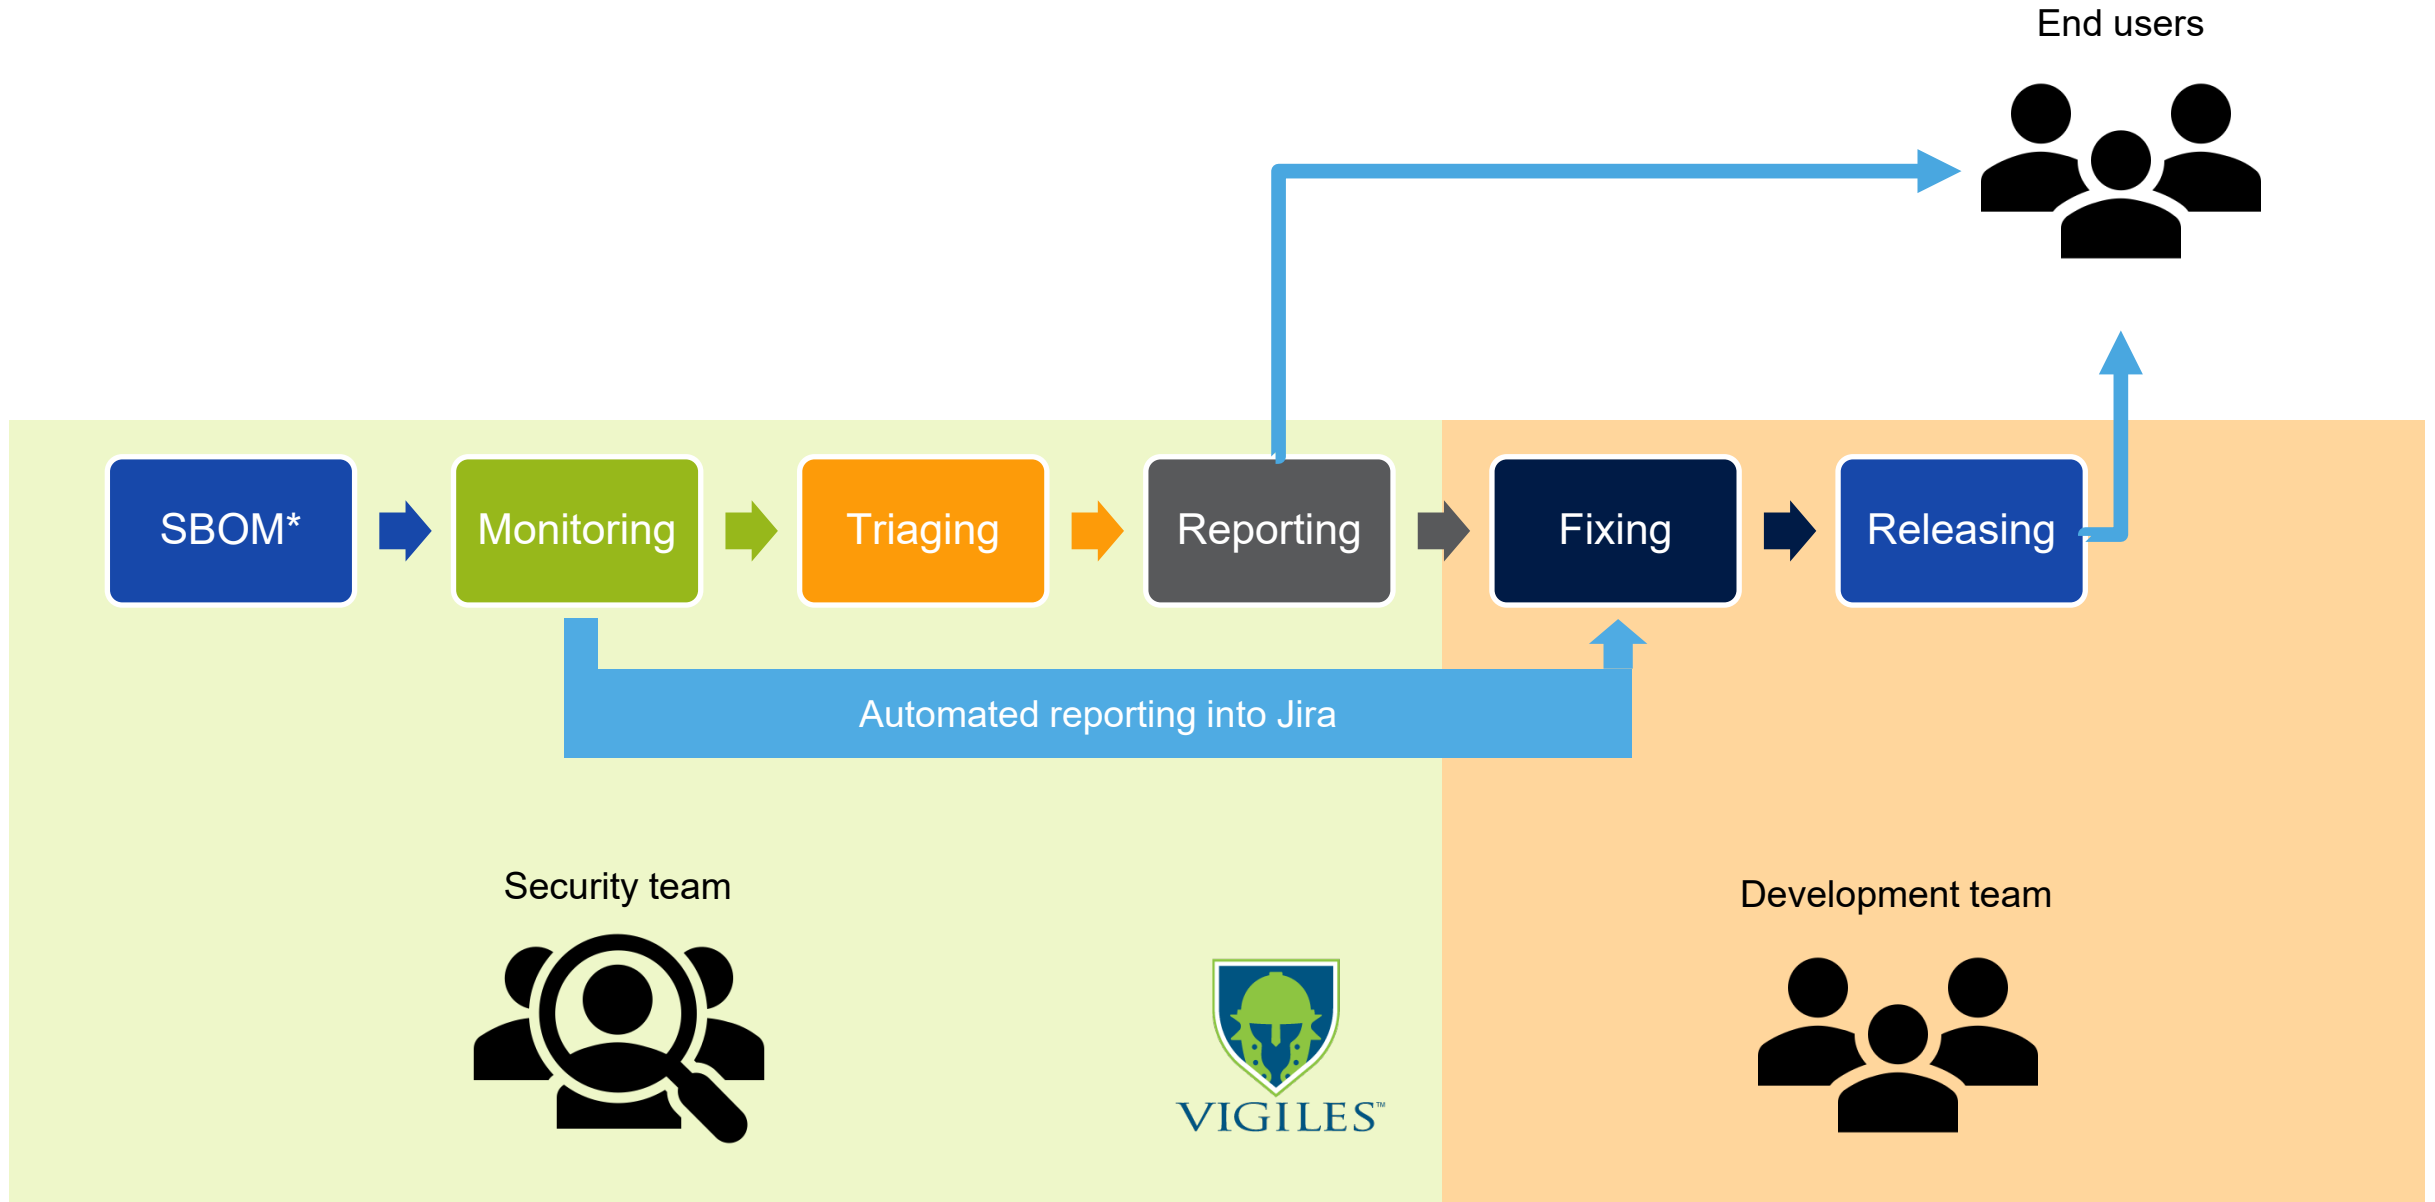 End users
SBOM*
Monitoring
Triaging
Reporting
Fixing
Releasing
Automated reporting into Jira
Security team
Development team
VIGILES™